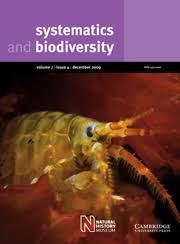 systematics
and biodiversity
volume 7 | issue 4 | december 2009
NATURAL
HISTORY
MUSEUM
CAMBRIDGE
UNIVERSITY PRESS